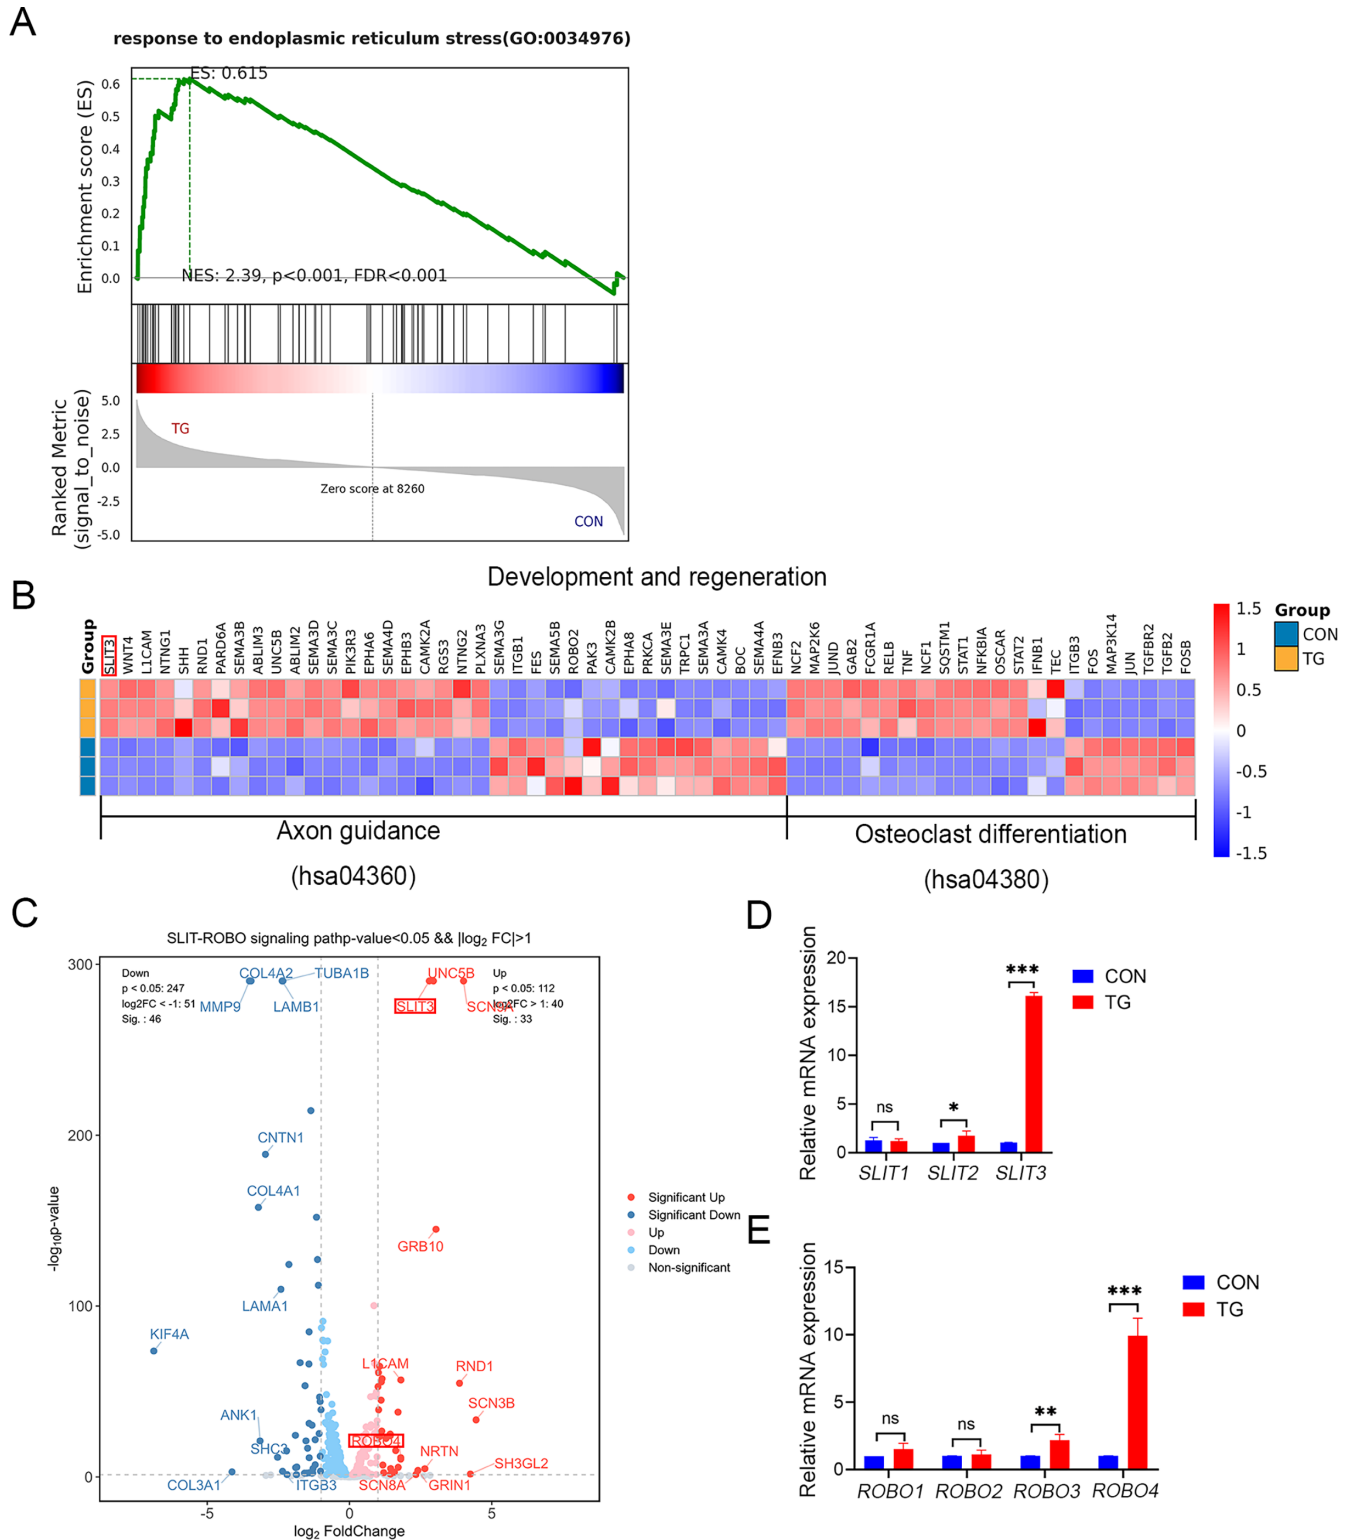 A
response to endoplasmic reticulum stress(GO:0034976)
Enrichment score (ES)
0.6
0.5
0.4
0.3
0.2
0.1
0.0
ES: 0.615
NES: 2.39, p<0.001, FDR<0.001
Ranked Metric
(signal_to_noise)
5.0
2.5
0.0
-2.5
-5.0
TG
Zero score at 8260
CON
Development and regeneration
B
Group
SLIT3
WNT4
L1CAM
NTNG1
SHH
RND1
PARD6A
SEMA3B
ABLIM3
UNC5B
ABLIM2
SEMA3D
SEMA3C
PIK3R3
EPHA6
SEMA4D
EPHB3
CAMK2A
RGS3
NTNG2
PLXNA3
SEMA3G
ITGB1
FES
SEMA5B
ROBO2
PAK3
CAMK2B
EPHA8
PRKCA
SEMA3E
TRPC1
SEMA3A
CAMK4
BOC
SEMA4A
EFNB3
NCF2
MAP2K6
JUND
GAB2
FCGR1A
RELB
TNF
NCF1
SQSTM1
STAT1
NFKBIA
OSCAR
STAT2
IFNB1
TEC
ITGB3
FOS
MAP3K14
JUN
TGFBR2
TGFB2
FOSB
1.5
1
0.5
0
-0.5
-1
-1.5
Group
CON
TG
Axon guidance
(hsa04360)
Osteoclast differentiation
(hsa04380)
C
SLIT-ROBO signaling pathp-value<0.05 && |log2 FC|>1
Down
p < 0.05: 247
log2FC < -1: 51
Sig. : 46
Up
p < 0.05: 112
log2FC > 1: 40
Sig. : 33
COL4A2
TUBA1B
MMP9
LAMB1
UNC5B
SLIT3
SCN9A
CNTN1
COL4A1
GRB10
LAMA1
KIF4A
L1CAM
RND1
SCN3B
ANK1
SHC3
ROBO4
NRTN
SH3GL2
COL3A1
ITGB3
SCN8A
GRIN1
300
200
100
0
-log10p-value
-5
0
5
log2 FoldChange
Significant Up
Significant Down
Up
Down
Non-significant
D
Relative mRNA expression
20
15
10
5
0
ns
*
***
SLIT1
SLIT2
SLIT3
CON
TG
E
Relative mRNA expression
15
10
5
0
ns
ns
**
***
ROBO1
ROBO2
ROBO3
ROBO4
CON
TG